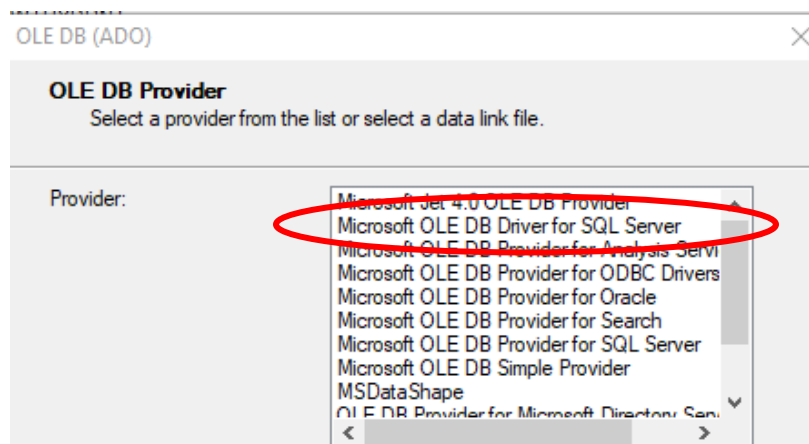 OLE DB (ADO)
OLE DB Provider
Select a provider from the list or select a data link file.
Provider:
Microsoft Jet 4.0 OLE DB Provider
Microsoft OLE DB Driver for SQL Server
Microsoft OLE DB Provider for Analysis Servi
Microsoft OLE DB Provider for ODBC Drivers
Microsoft OLE DB Provider for Oracle
Microsoft OLE DB Provider for Search
Microsoft OLE DB Provider for SQL Server
Microsoft OLE DB Simple Provider
MSDataShape
OLE DB Provider for Microsoft Directory Serv